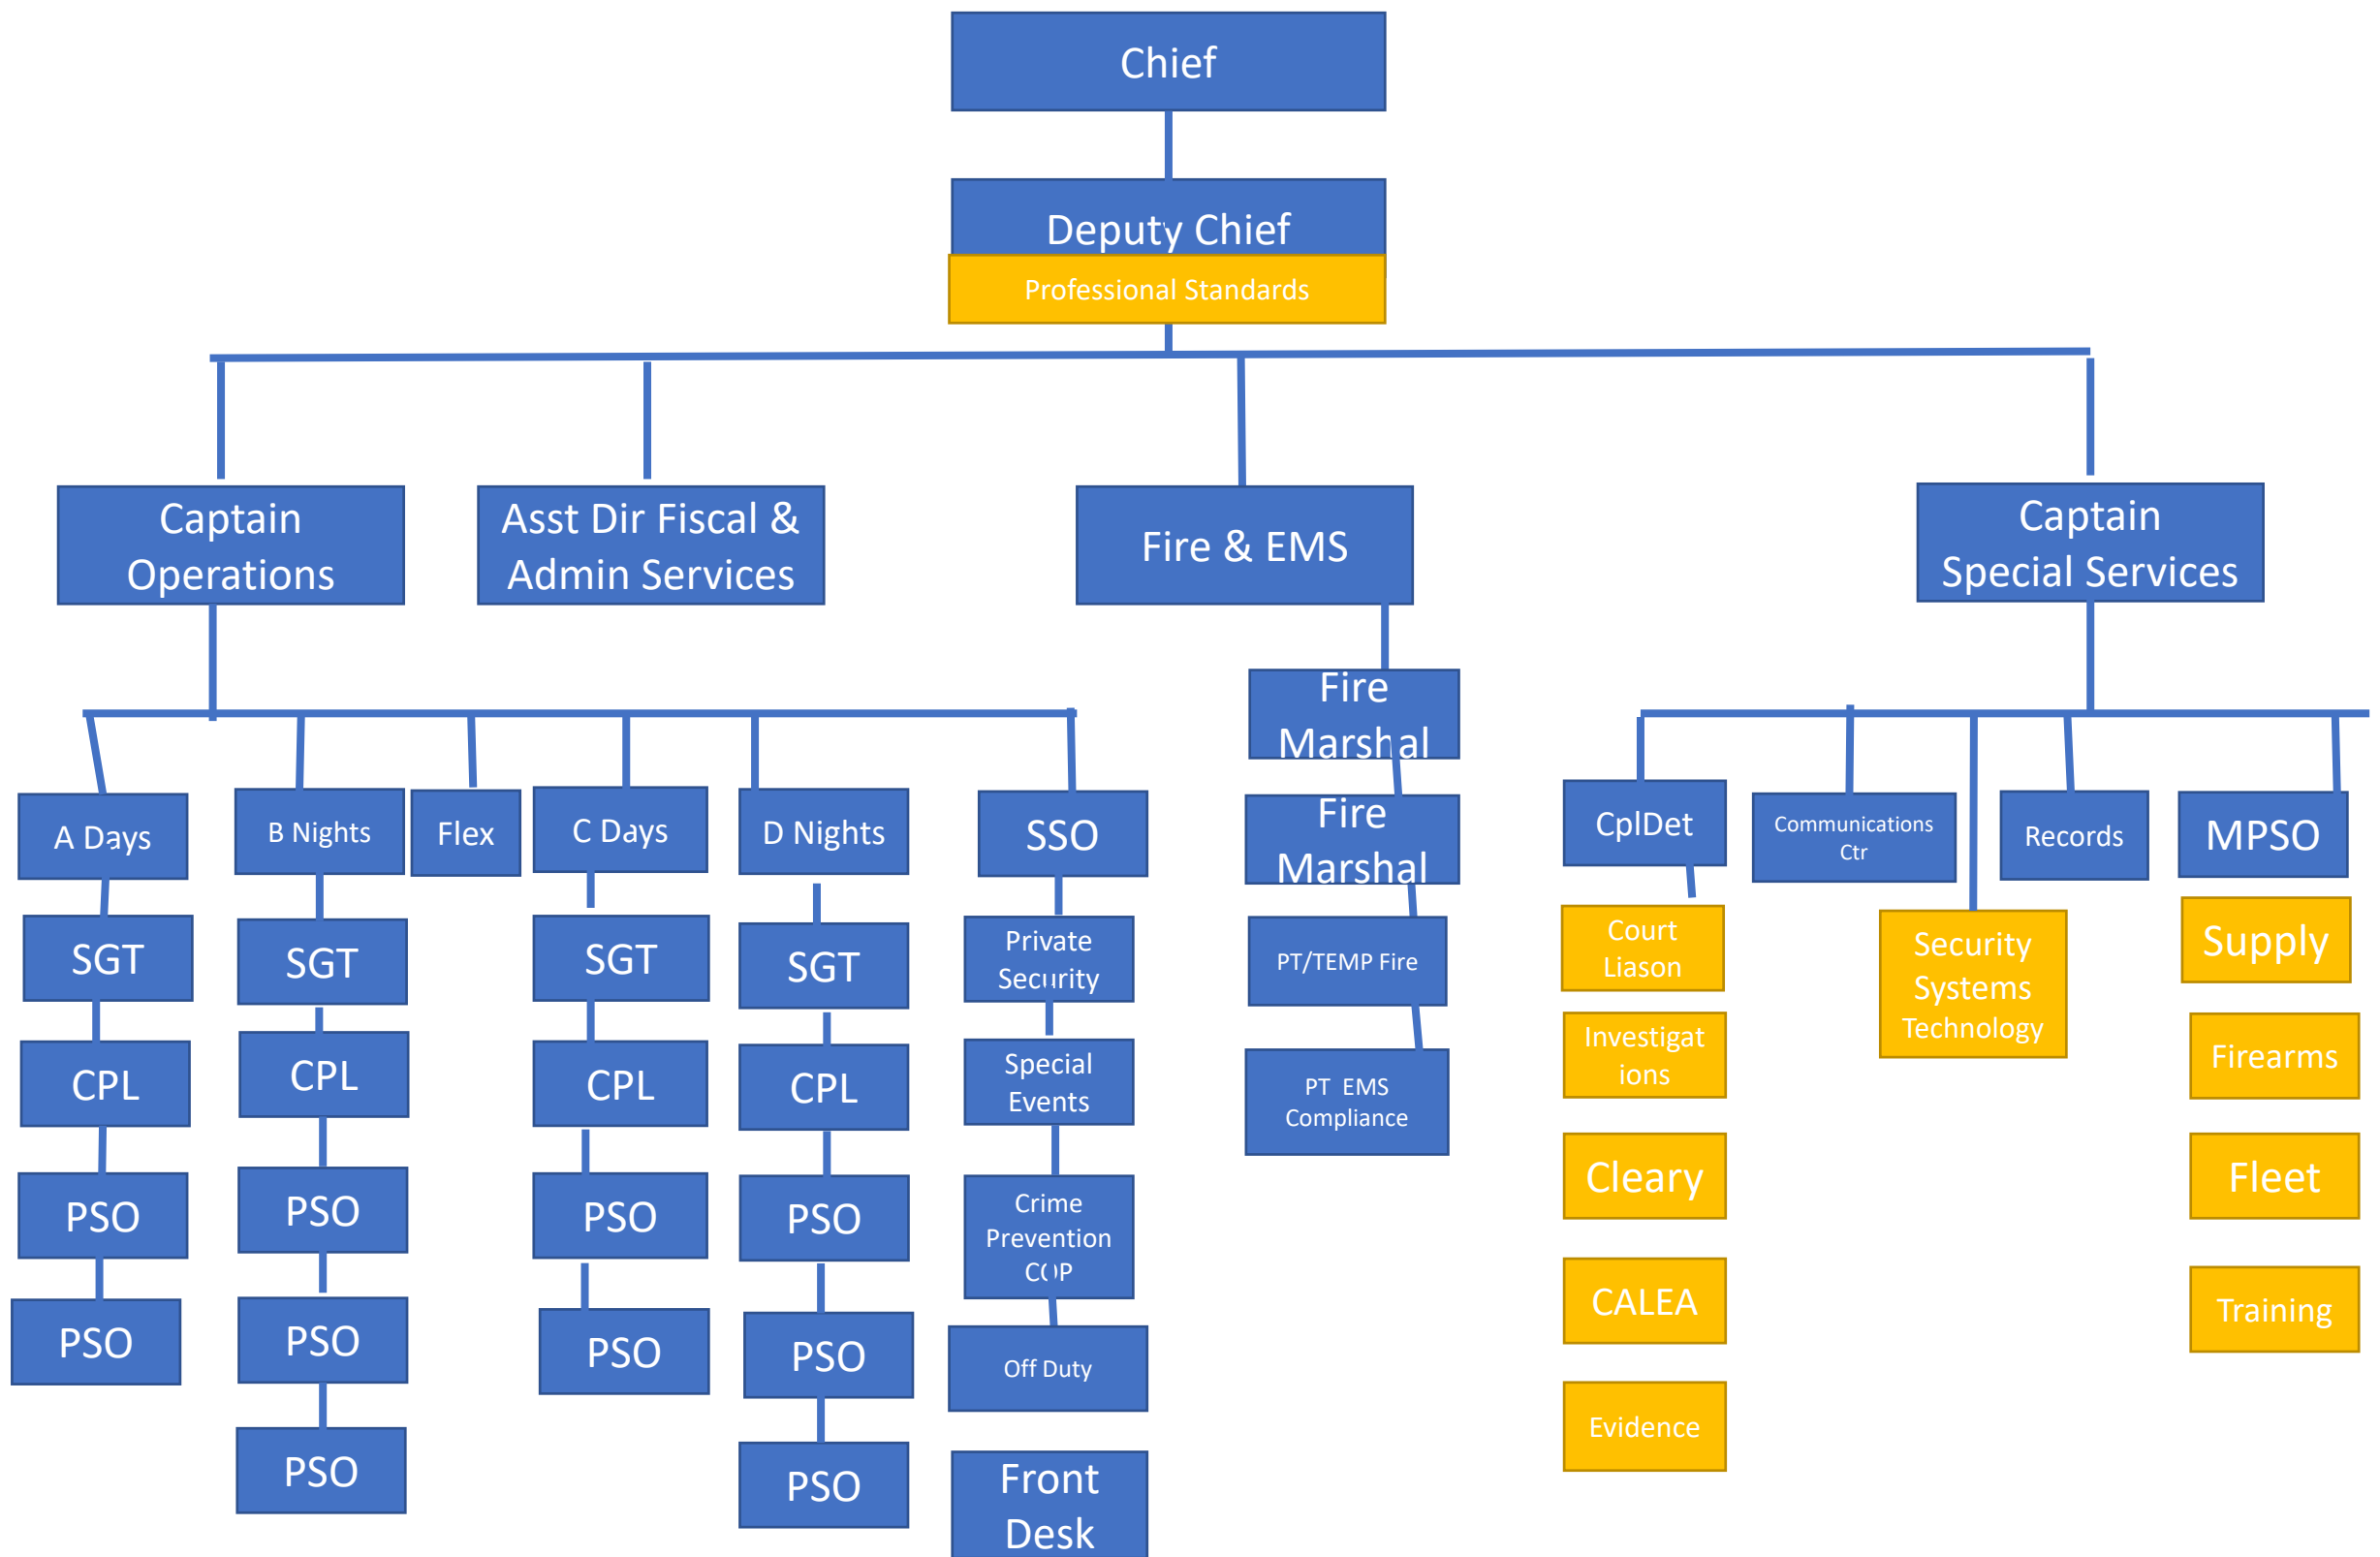 Chief
Deputy Chief
Professional Standards
Captain
Operations
Asst Dir Fiscal &
Admin Services
Fire & EMS
Captain
Special Services
Fire
Marshal
A Days
B Nights
Flex
C Days
D Nights
SSO
Fire
Marshal
CplDet
Communications
Ctr
Records
MPSO
SGT
SGT
SGT
SGT
Private
Security
PT/TEMP Fire
Court
Liason
Security
Systems
Technology
Supply
CPL
CPL
CPL
CPL
Special
Events
PT EMS
Compliance
Investigat
ions
Firearms
PSO
PSO
PSO
PSO
Crime
Prevention
COP
Cleary
Fleet
PSO
PSO
PSO
PSO
Off Duty
CALEA
Training
PSO
PSO
Front
Desk
Evidence